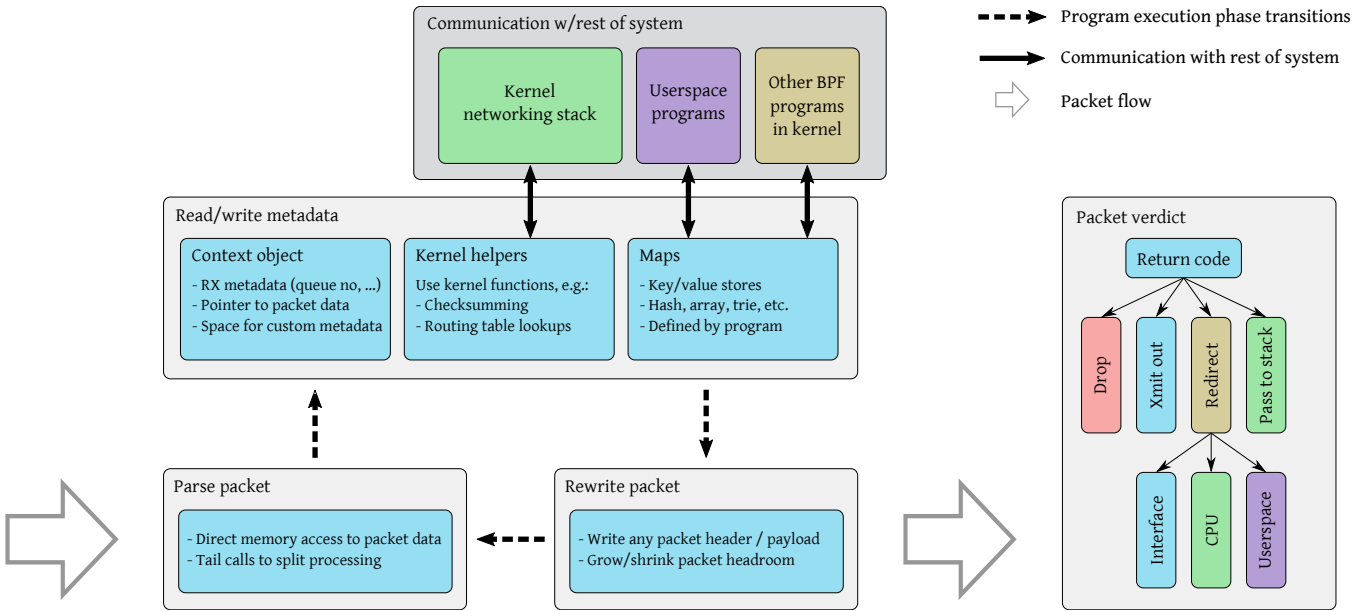 Communication w/rest of system
Kernel
networking stack
Userspace
programs
Other BPF
programs
in kernel
Program execution phase transitions
Communication with rest of system
Packet flow
Read/write metadata
Context object
- RX metadata (queue no, ...)
- Pointer to packet data
- Space for custom metadata
Kernel helpers
Use kernel functions, e.g.:
- Checksumming
- Routing table lookups
Maps
- Key/value stores
- Hash, array, trie, etc.
- Defined by program
Parse packet
- Direct memory access to packet data
- Tail calls to split processing
Rewrite packet
- Write any packet header / payload
- Grow/shrink packet headroom
Packet verdict
Return code
Drop
Xmit out
Redirect
Pass to stack
Interface
CPU
Userspace